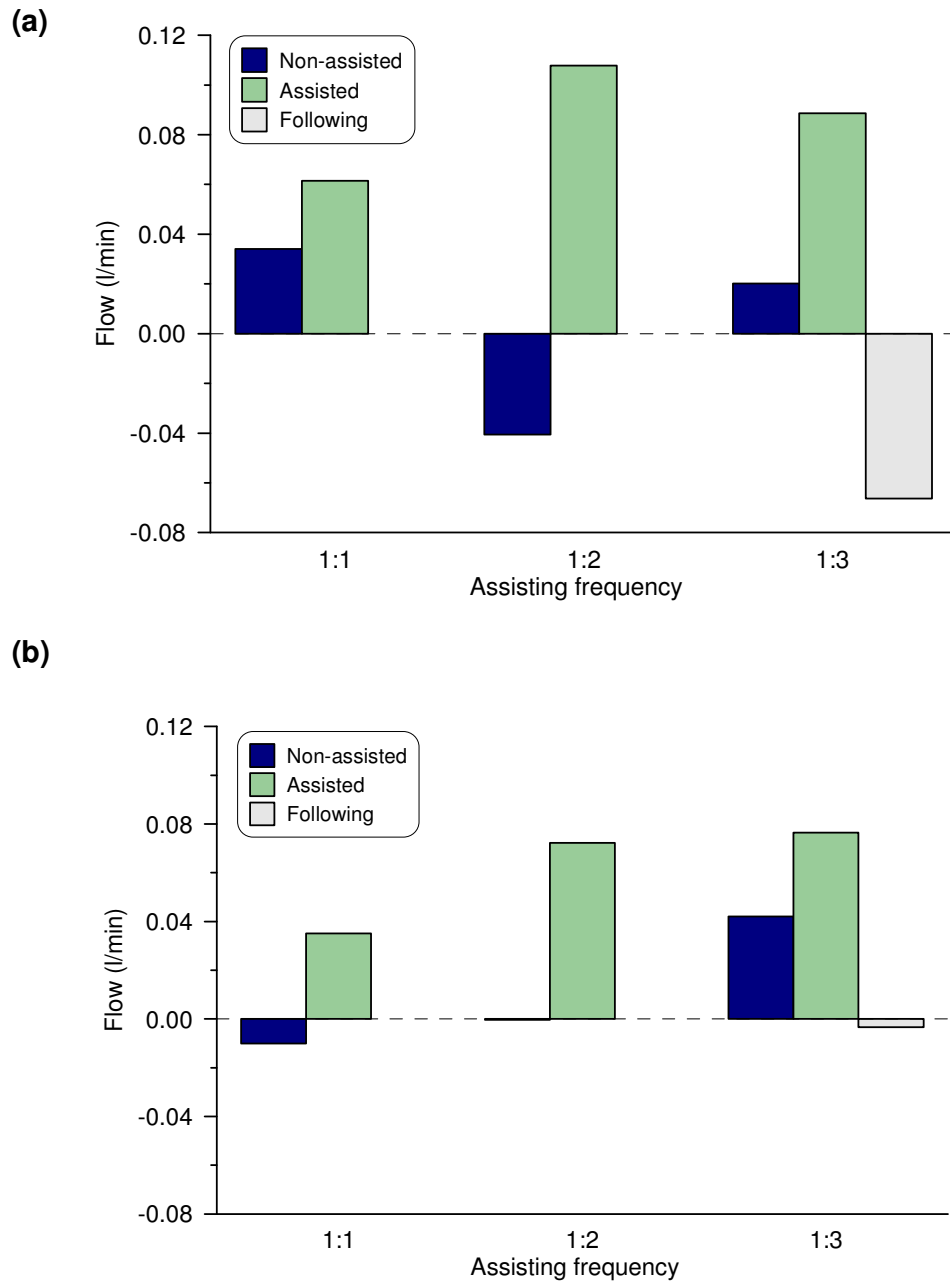 (a)
0.12
Non-assisted
Assisted
Following
0.08
0.04
0.00
-0.04
-0.08
Flow (l/min)
1:1 1:2 1:3
Assisting frequency
(b)
0.12
Non-assisted
Assisted
Following
0.08
0.04
0.00
-0.04
-0.08
Flow (l/min)
1:1 1:2 1:3
Assisting frequency